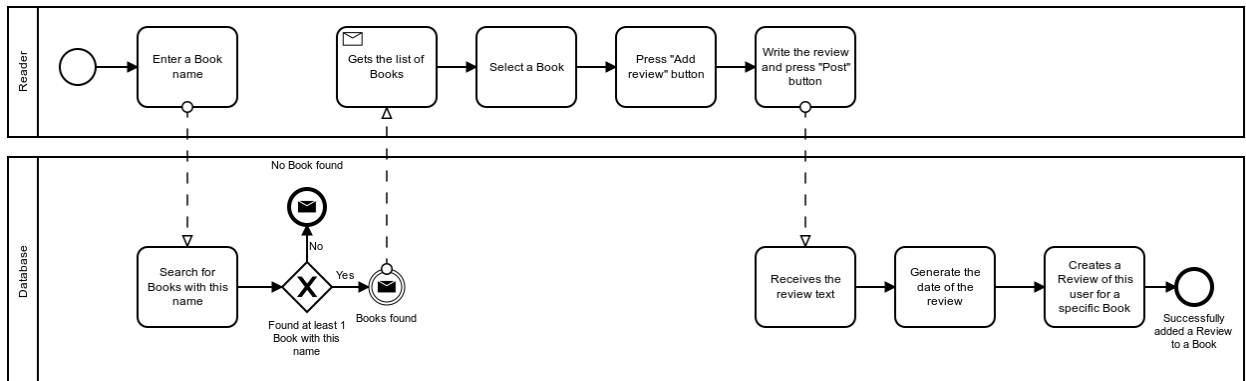 Reader
Enter a Book
name
Gets the list of
Books
Select a Book
Press "Add
review" button
Write the review
and press "Post"
button
Database
No Book found
No
Yes
Search for
Books with this
name
Found at least 1
Book with this
name
Books found
Receives the
review text
Generate the
date of the
review
Creates a
Review of this
user for a
specific Book
Successfully
added a Review
to a Book